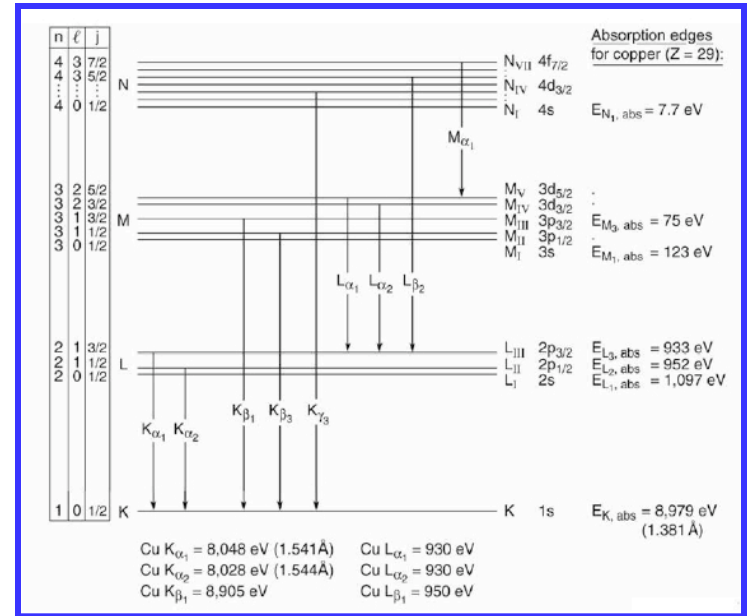 n ℓ j
Absorption edges
for copper (Z = 29):
4 3 7/2
4 3 5/2
⋮ ⋮ ⋮
4 0 1/2
N
N_VII 4f_7/2
N_IV 4d_3/2
N_I 4s
E_N1, abs = 7.7 eV
M_α1
3 2 5/2
3 2 3/2
3 1 3/2
3 1 1/2
3 0 1/2
M
M_V 3d_5/2
M_IV 3d_3/2
M_III 3p_3/2 E_M3, abs = 75 eV
M_II 3p_1/2
M_I 3s E_M1, abs = 123 eV
L_α1 L_α2 L_β2
2 1 3/2
2 1 1/2
2 0 1/2
L
L_III 2p_3/2 E_L3, abs = 933 eV
L_II 2p_1/2 E_L2, abs = 952 eV
L_I 2s E_L1, abs = 1,097 eV
K_α1 K_α2 K_β1 K_β3 K_γ3
1 0 1/2 K
K 1s E_K, abs = 8,979 eV
(1.381 Å)
Cu K_α1 = 8,048 eV (1.541Å) Cu L_α1 = 930 eV
Cu K_α2 = 8,028 eV (1.544Å) Cu L_α2 = 930 eV
Cu K_β1 = 8,905 eV Cu L_β1 = 950 eV